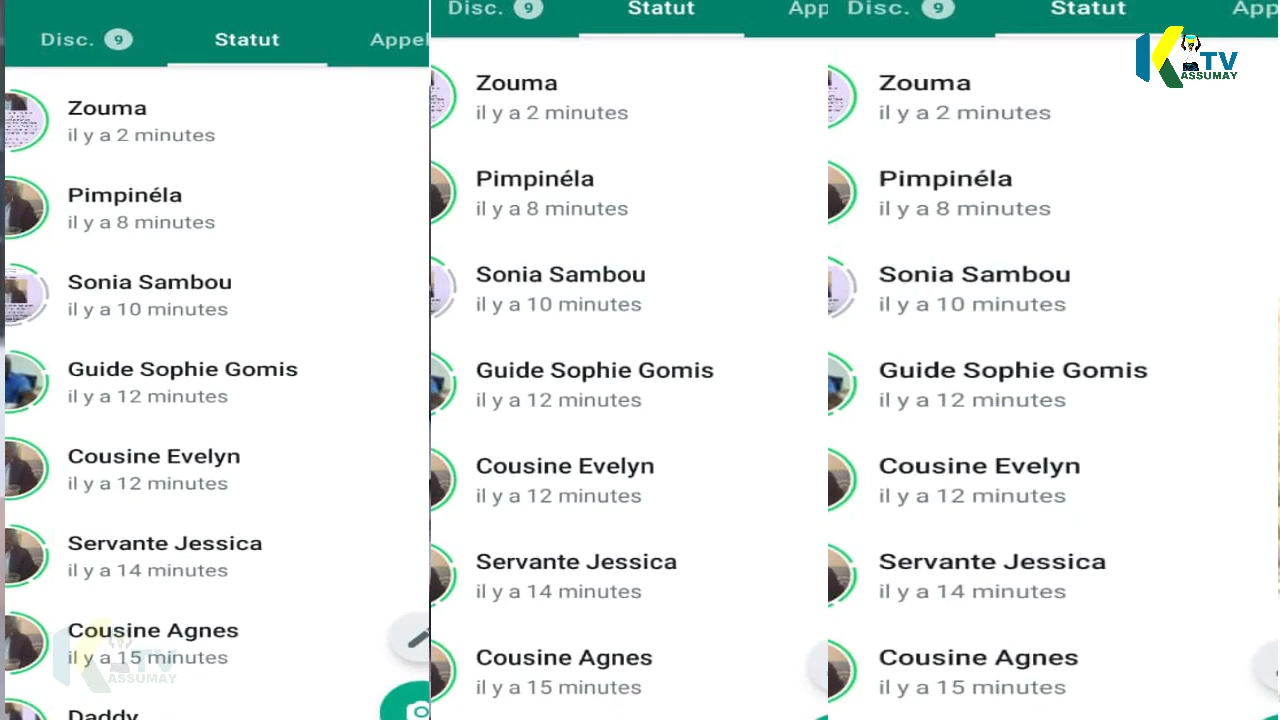 Disc. 9 Statut Appel
Zouma
il y a 2 minutes
Pimpinéla
il y a 8 minutes
Sonia Sambou
il y a 10 minutes
Guide Sophie Gomis
il y a 12 minutes
Cousine Evelyn
il y a 12 minutes
Servante Jessica
il y a 14 minutes
Cousine Agnes
il y a 15 minutes
Daddy
K TV
ASSUMAY
Disc. 9 Statut App
Zouma
il y a 2 minutes
Pimpinéla
il y a 8 minutes
Sonia Sambou
il y a 10 minutes
Guide Sophie Gomis
il y a 12 minutes
Cousine Evelyn
il y a 12 minutes
Servante Jessica
il y a 14 minutes
Cousine Agnes
il y a 15 minutes
Disc. 9 Statut App
K TV
ASSUMAY
Zouma
il y a 2 minutes
Pimpinéla
il y a 8 minutes
Sonia Sambou
il y a 10 minutes
Guide Sophie Gomis
il y a 12 minutes
Cousine Evelyn
il y a 12 minutes
Servante Jessica
il y a 14 minutes
Cousine Agnes
il y a 15 minutes